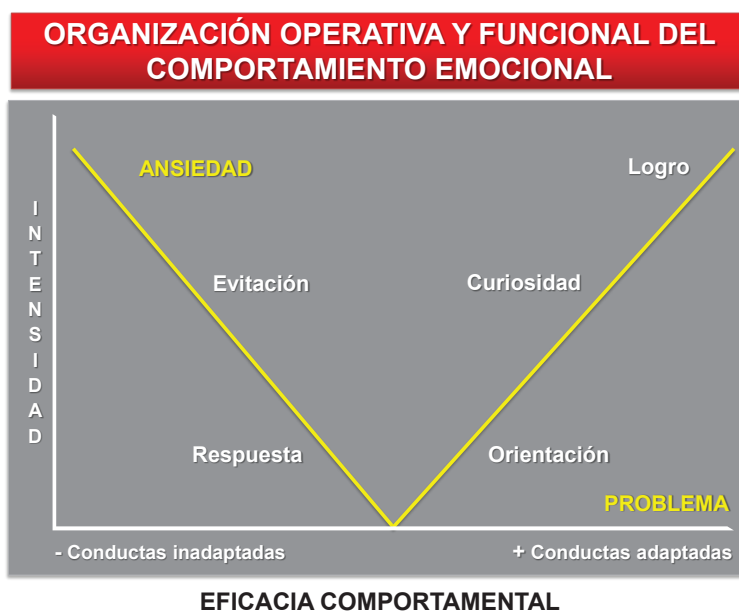 ORGANIZACIÓN OPERATIVA Y FUNCIONAL DEL
COMPORTAMIENTO EMOCIONAL
INTENSIDAD
ANSIEDAD
Logro
Evitación
Curiosidad
Respuesta
Orientación
PROBLEMA
- Conductas inadaptadas
+ Conductas adaptadas
EFICACIA COMPORTAMENTAL